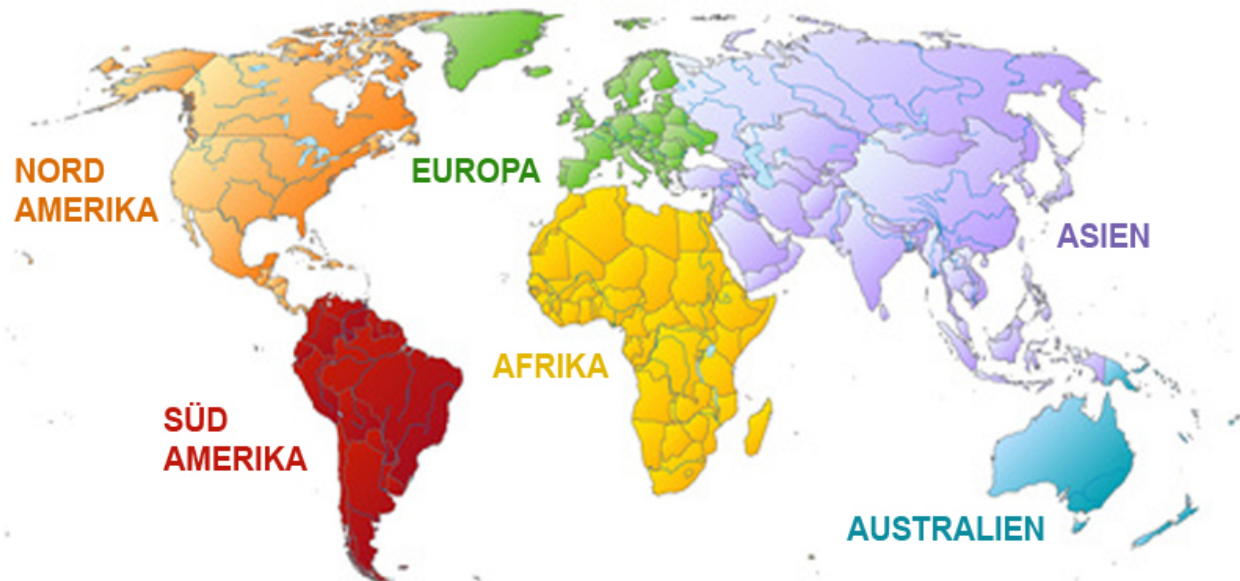 NORD
AMERIKA
EUROPA
ASIEN
AFRIKA
SÜD
AMERIKA
AUSTRALIEN